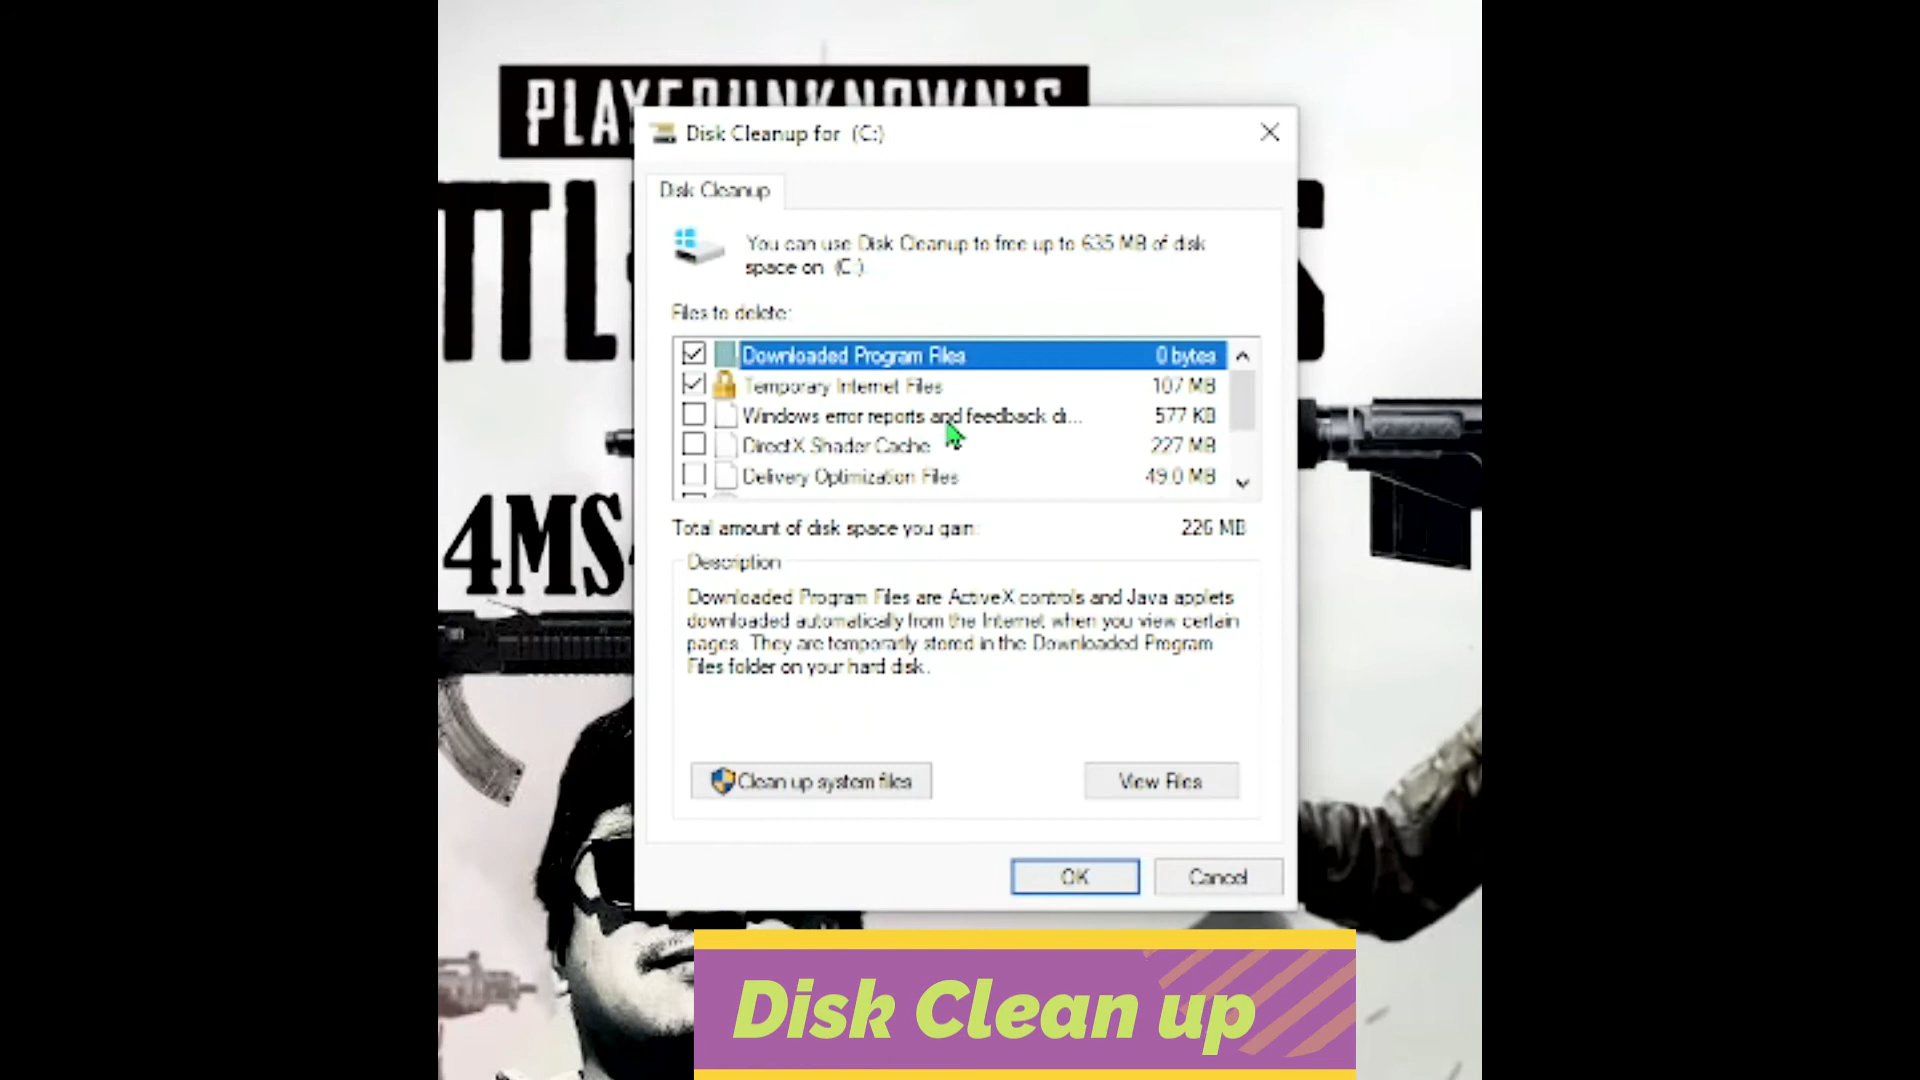 PLAYERUNKNOWN'S
Disk Cleanup for (C:)
Disk Cleanup
You can use Disk Cleanup to free up to 635 MB of disk
space on (C:).
Files to delete:
Downloaded Program Files 0 bytes
Temporary Internet Files 107 MB
Windows error reports and feedback di... 577 KB
DirectX Shader Cache 227 MB
Delivery Optimization Files 49.0 MB
Total amount of disk space you gain: 226 MB
Description
Downloaded Program Files are ActiveX controls and Java applets
downloaded automatically from the Internet when you view certain
pages. They are temporarily stored in the Downloaded Program
Files folder on your hard disk.
Clean up system files
View Files
OK
Cancel
4MS
Disk Clean up